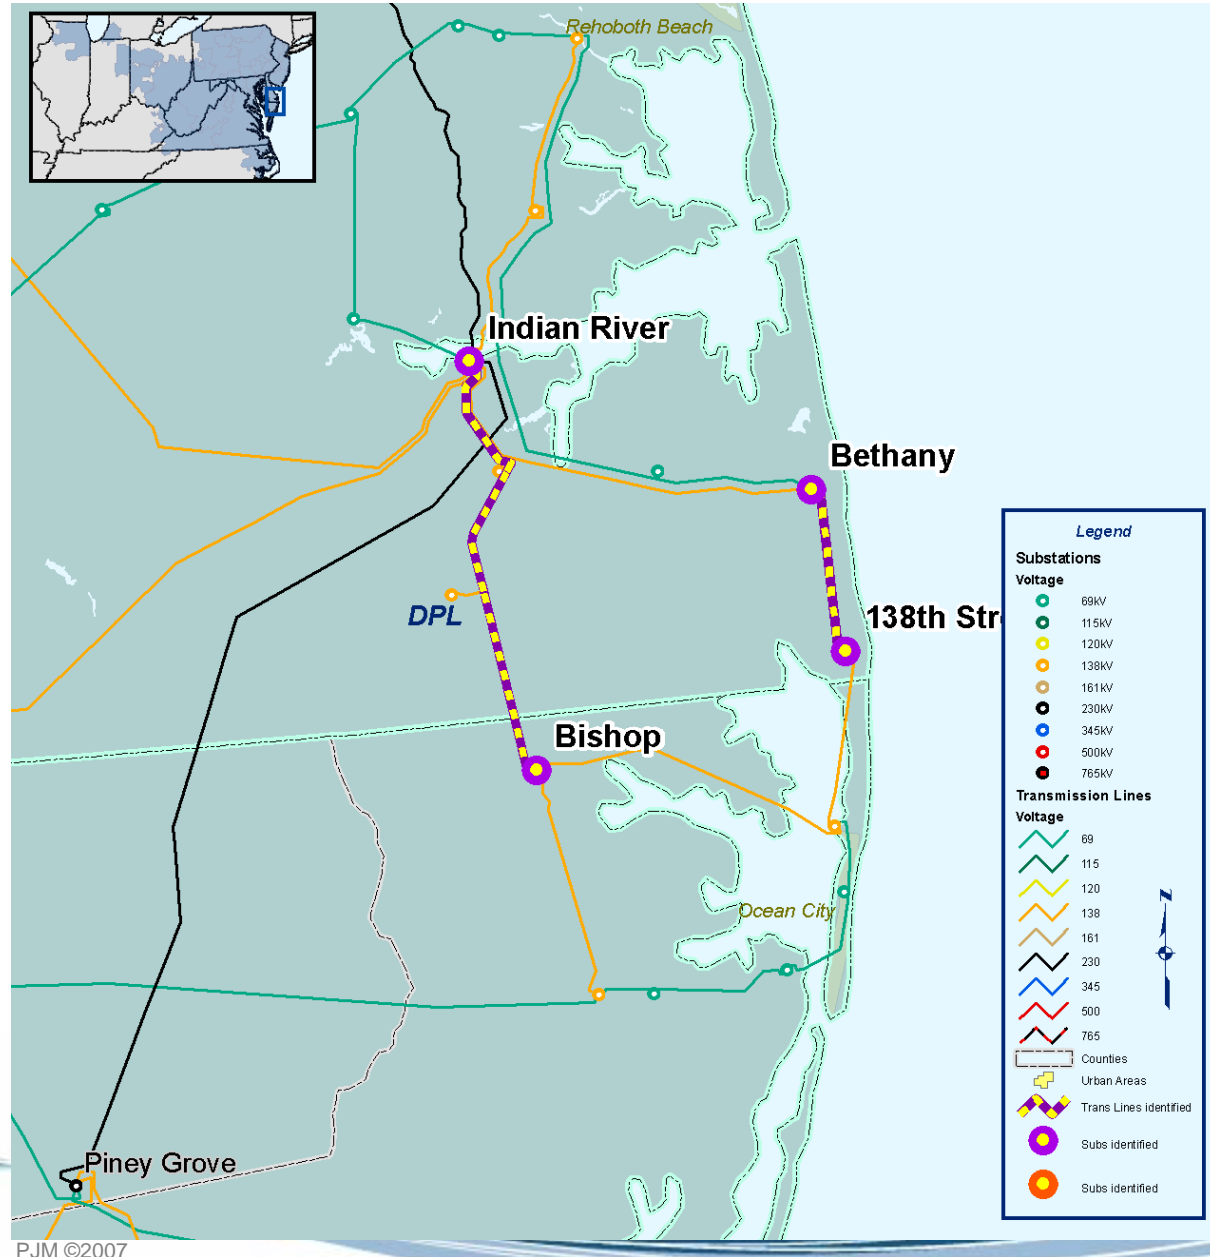 Rehoboth Beach
Indian River
Bethany
138th Str
DPL
Bishop
Ocean City
Piney Grove
Legend
Substations
Voltage
69kV
115kV
120kV
138kV
161kV
230kV
345kV
500kV
765kV
Transmission Lines
Voltage
69
115
120
138
161
230
345
500
765
Counties
Urban Areas
Trans Lines identified
Subs identified
Subs identified
N
PJM ©2007